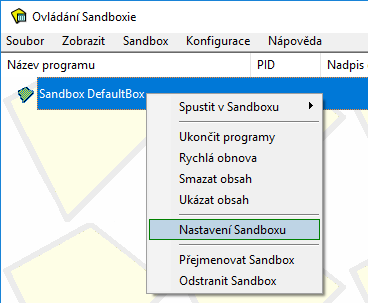 Ovládání Sandboxie
Soubor Zobrazit Sandbox Konfigurace Nápověda
Název programu PID Nadpis
Sandbox DefaultBox
Spustit v Sandboxu
Ukončit programy
Rychlá obnova
Smazat obsah
Ukázat obsah
Nastavení Sandboxu
Přejmenovat Sandbox
Odstranit Sandbox